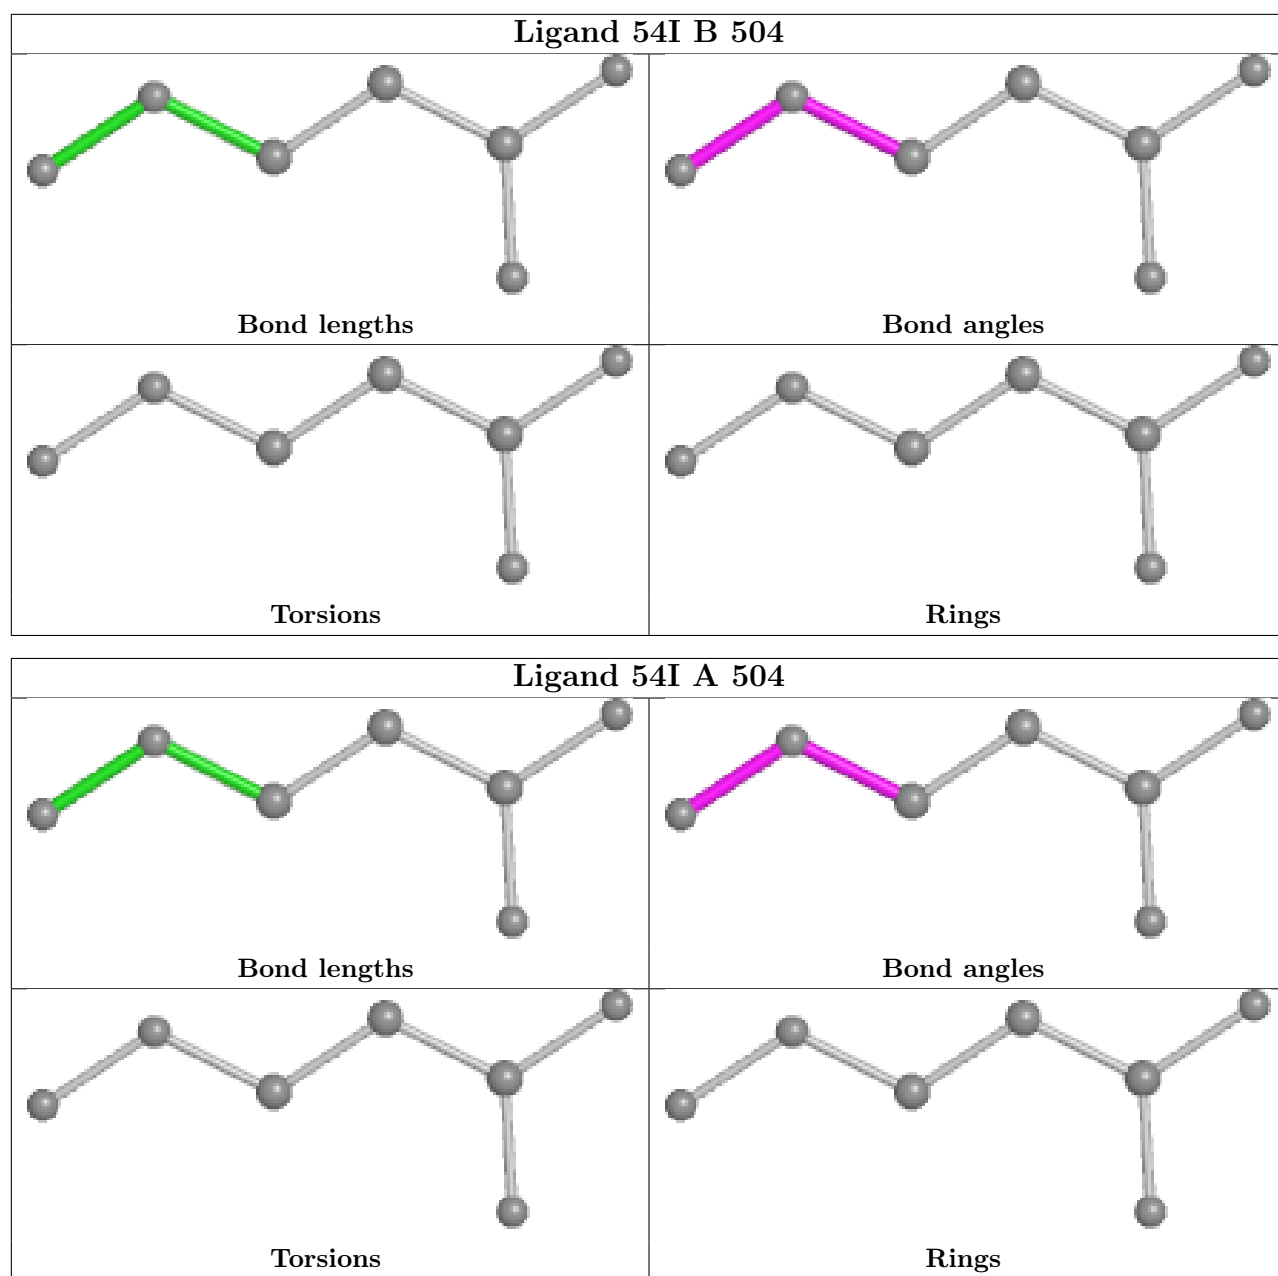 Ligand 54I B 504
Bond lengths
Bond angles
Torsions
Rings
Ligand 54I A 504
Bond lengths
Bond angles
Torsions
Rings